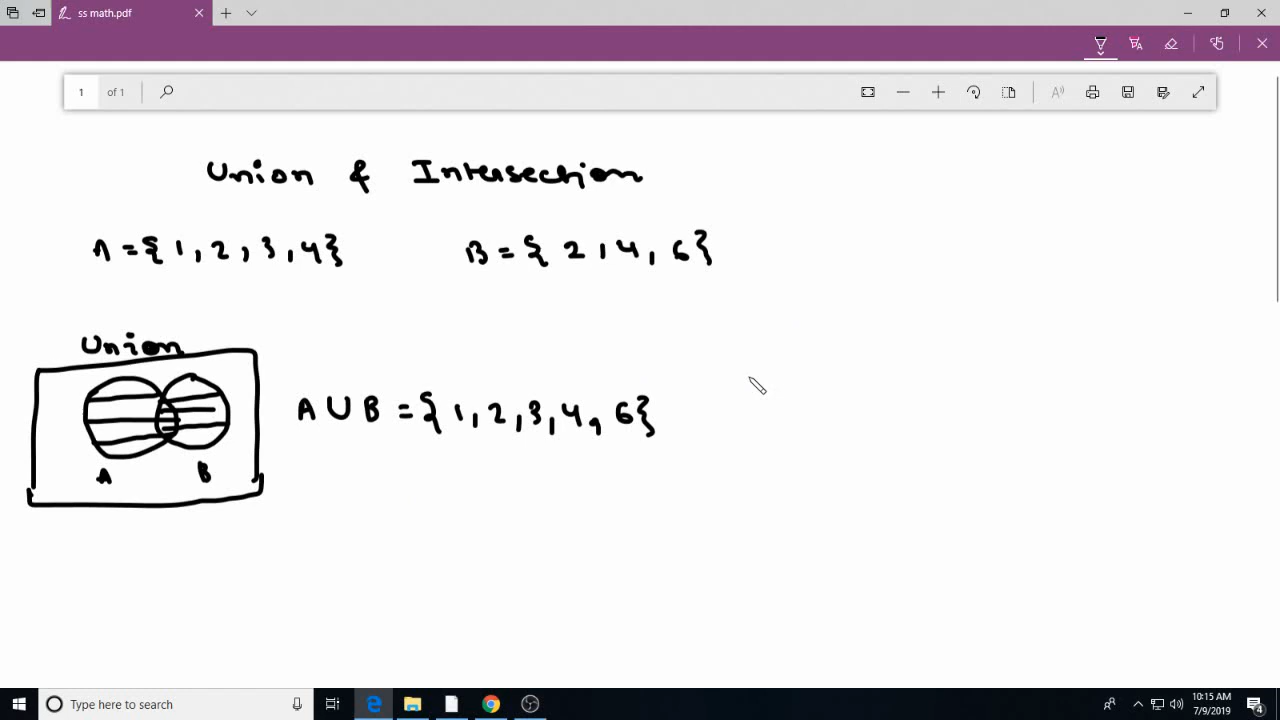 ss math.pdf
1 of 1
Union & Intersection
A = {1, 2, 3, 4} B = {2, 4, 6}
Union
A ∪ B = {1, 2, 3, 4, 6}
A B
Type here to search
10:15 AM
7/9/2019
4